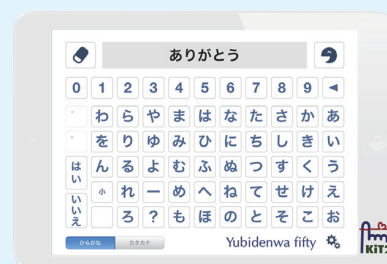 ありがとう
0 1 2 3 4 5 6 7 8 9 ◀
゛ わ ら や ま は な た さ か あ
゜ を り ゆ み ひ に ち し き い
はい ん る よ む ふ ぬ つ す く う
小 れ ー め へ ね て せ け え
いいえ ろ ? も ほ の と そ こ お
ひらがな カタカナ Yubidenwa fifty